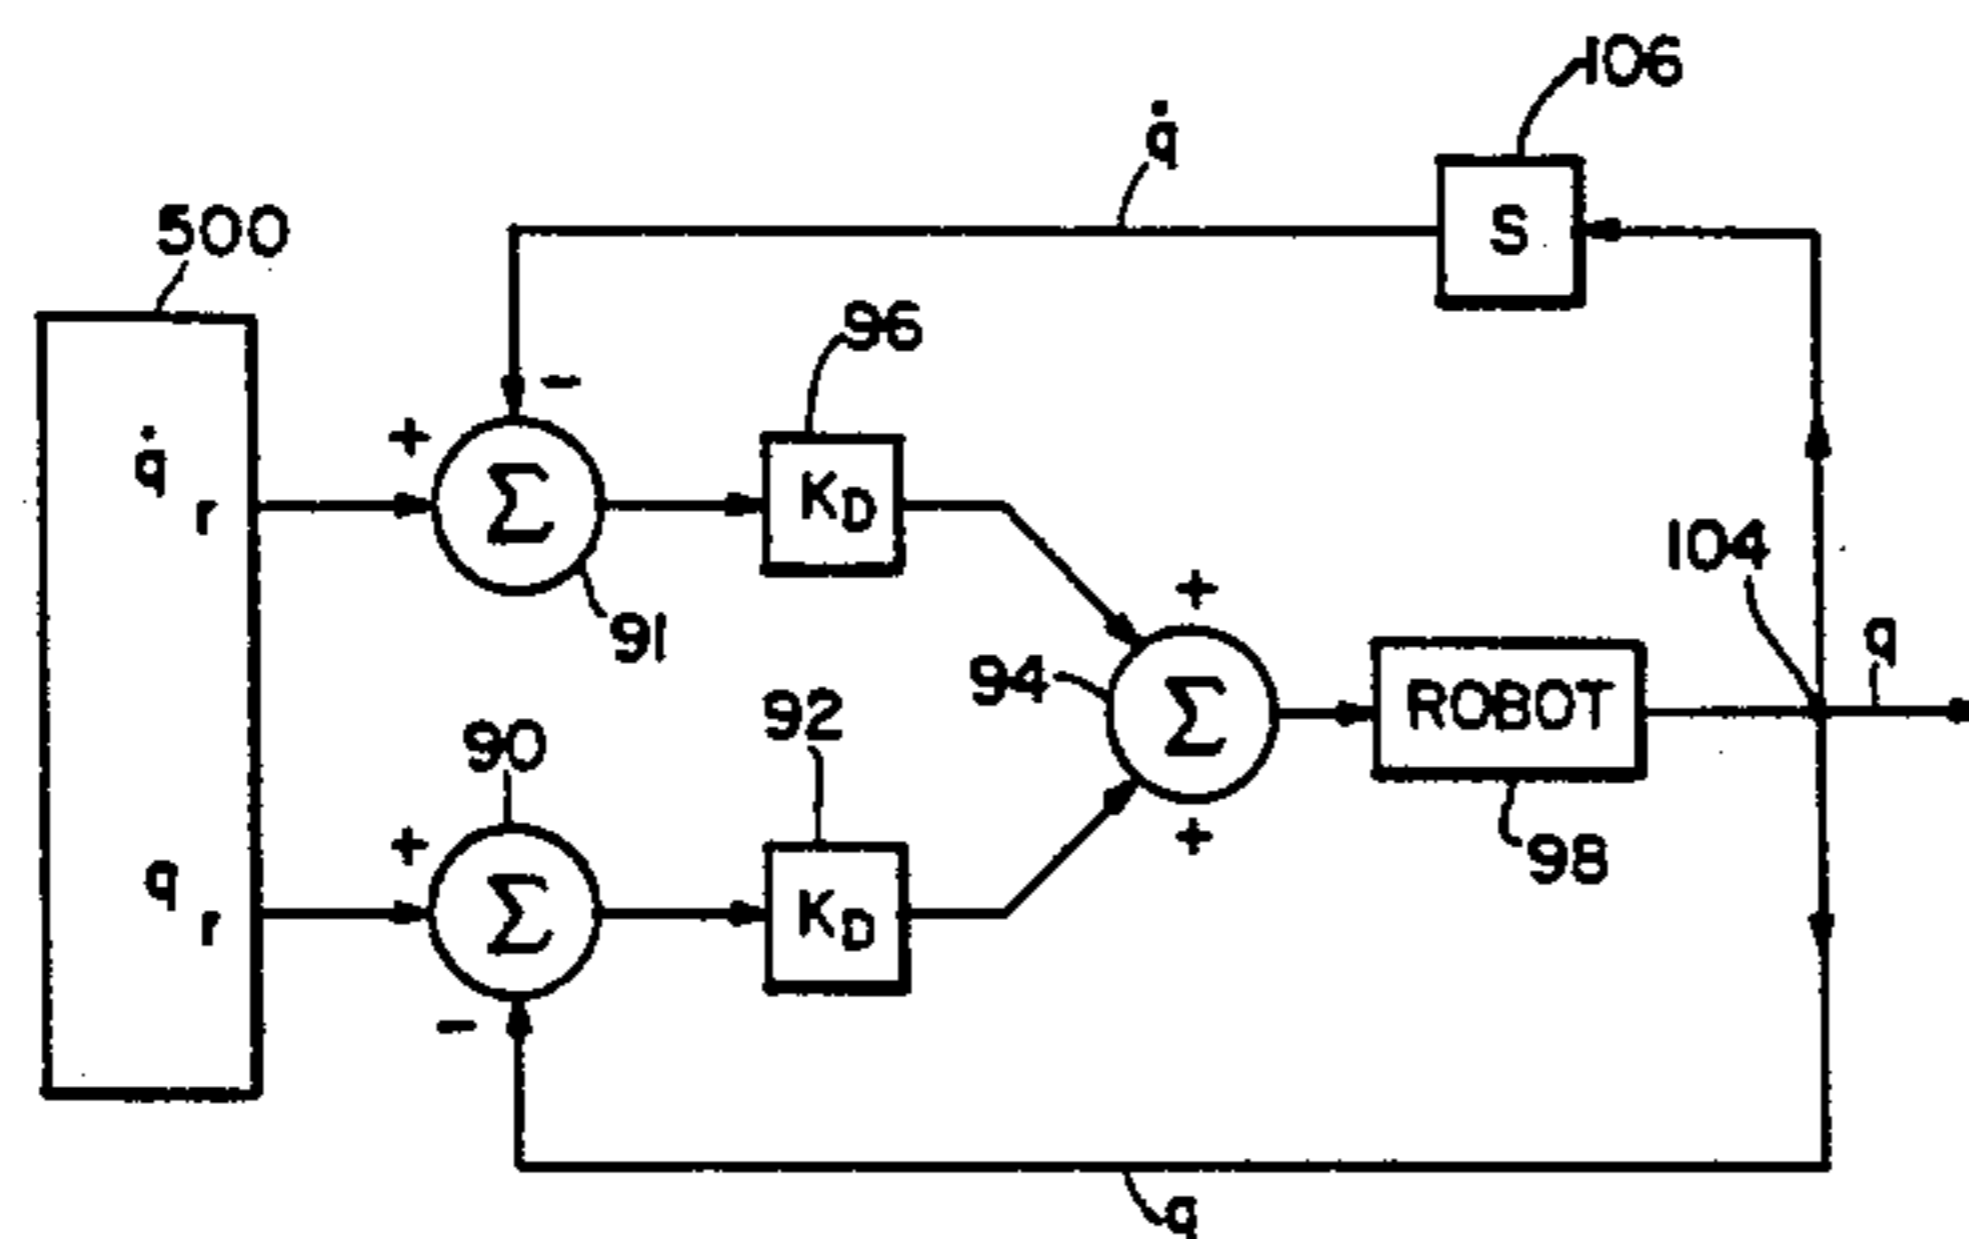 106
q̇
S
500
96
-
+
q̇
r
Σ
K_D
91
104
+
q
94
Σ
ROBOT
92
90
+
98
+
q
r
Σ
K_D
-
q